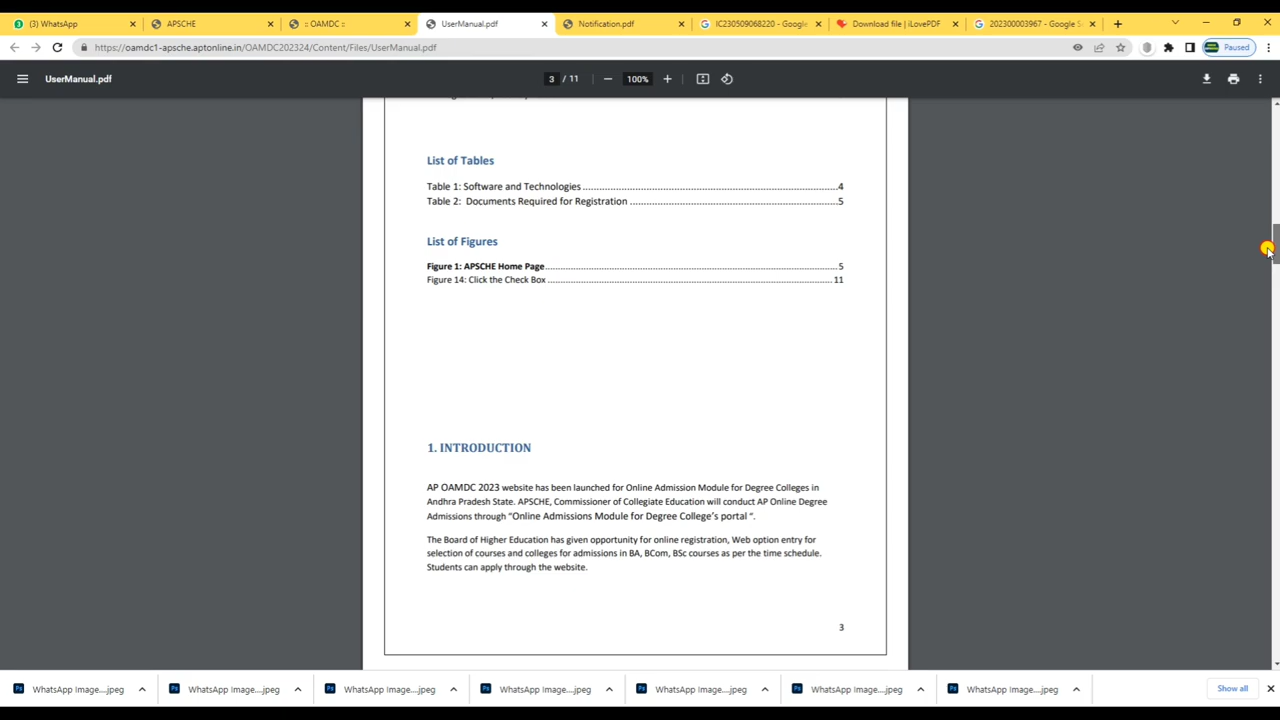 (3) WhatsApp
APSCHE
:: OAMDC ::
UserManual.pdf
Notification.pdf
IC230509068220 - Google
Download file | iLovePDF
202300003967 - Google S
https://oamdc1-apsche.aptonline.in/OAMDC202324/Content/Files/UserManual.pdf
Paused
UserManual.pdf
3 / 11
100%
List of Tables
Table 1: Software and Technologies ........................................................................................4
Table 2: Documents Required for Registration ........................................................................5
List of Figures
Figure 1: APSCHE Home Page....................................................................................................5
Figure 14: Click the Check Box ................................................................................................ 11
1. INTRODUCTION
AP OAMDC 2023 website has been launched for Online Admission Module for Degree Colleges in
Andhra Pradesh State. APSCHE, Commissioner of Collegiate Education will conduct AP Online Degree
Admissions through “Online Admissions Module for Degree College’s portal “.
The Board of Higher Education has given opportunity for online registration, Web option entry for
selection of courses and colleges for admissions in BA, BCom, BSc courses as per the time schedule.
Students can apply through the website.
3
WhatsApp Image....jpeg
WhatsApp Image....jpeg
WhatsApp Image....jpeg
WhatsApp Image....jpeg
WhatsApp Image....jpeg
WhatsApp Image....jpeg
WhatsApp Image....jpeg
Show all